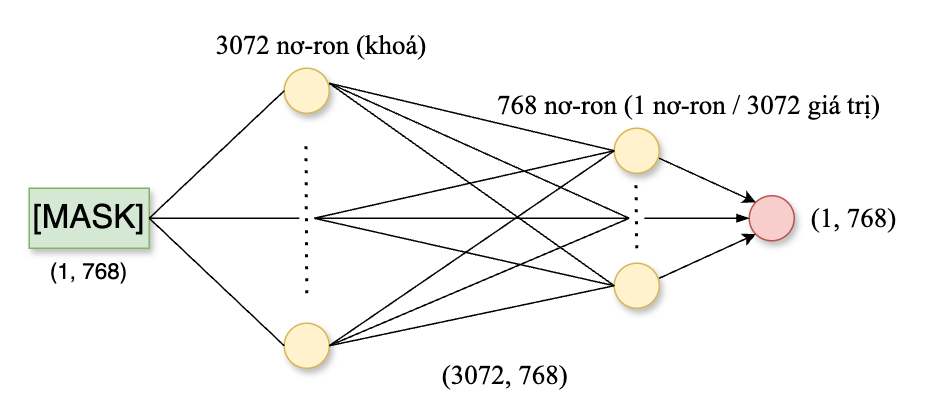 3072 nơ-ron (khoá)
768 nơ-ron (1 nơ-ron / 3072 giá trị)
[MASK]
(1, 768)
(1, 768)
(3072, 768)